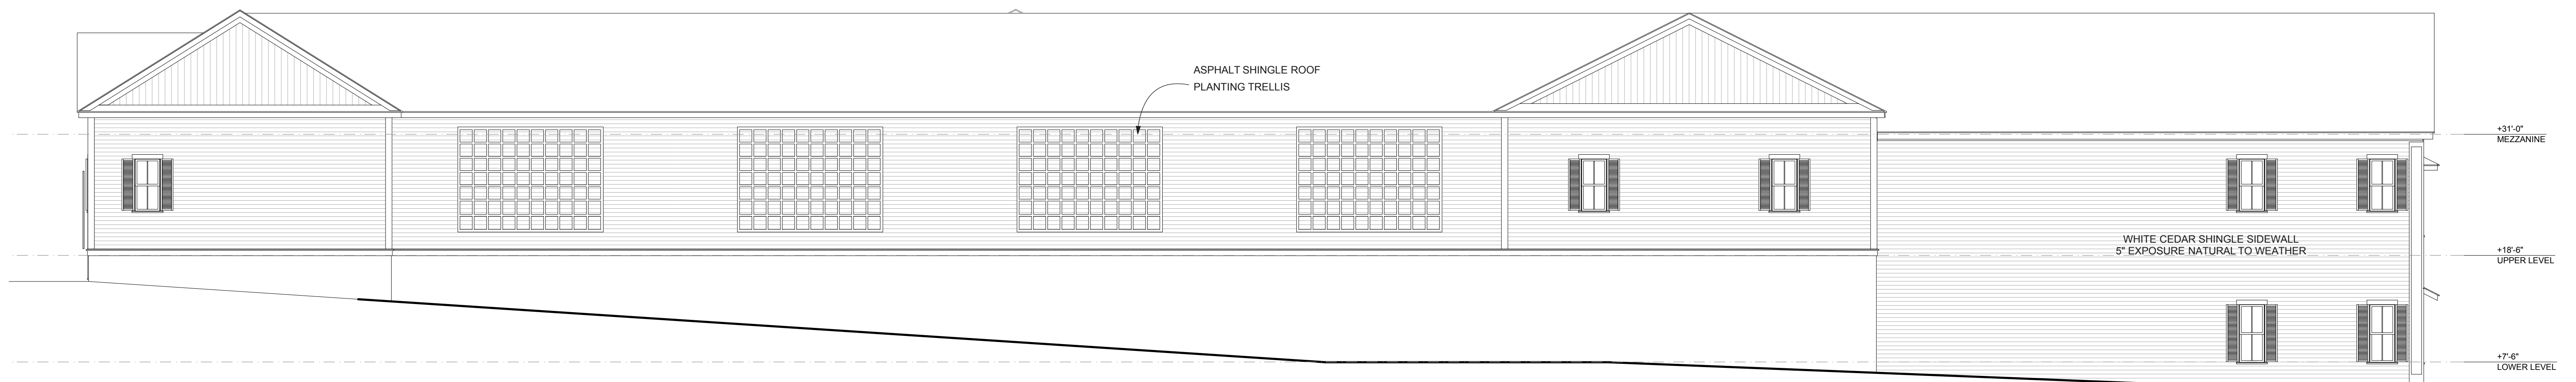 ASPHALT SHINGLE ROOF
PLANTING TRELLIS
+31'-0"
MEZZANINE
WHITE CEDAR SHINGLE SIDEWALL
5" EXPOSURE NATURAL TO WEATHER
+18'-6"
UPPER LEVEL
+7'-6"
LOWER LEVEL